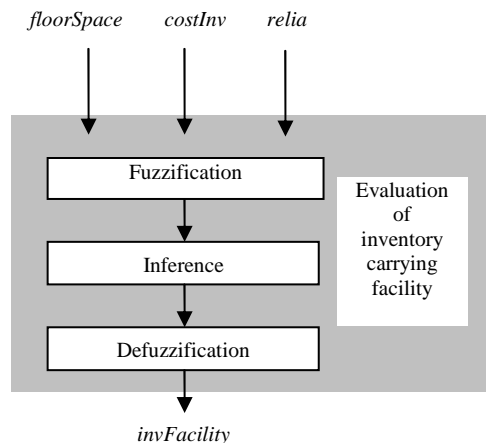 floorSpace costInv relia
Fuzzification
Inference
Defuzzification
Evaluation
of
inventory
carrying
facility
invFacility